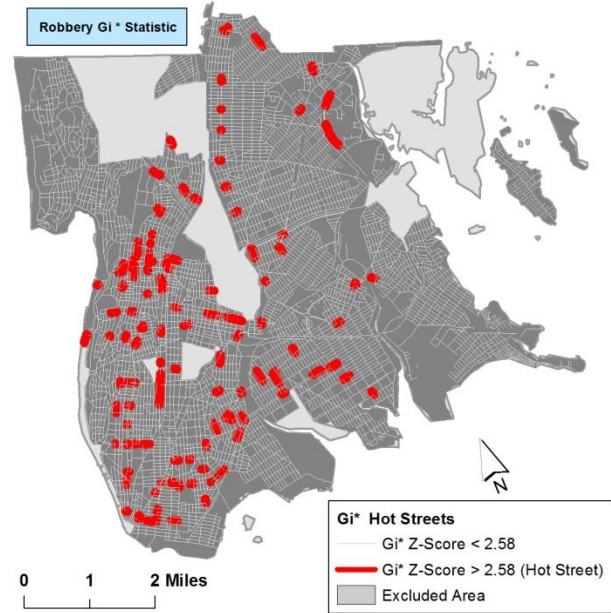 Robbery Gi * Statistic
N
Gi* Hot Streets
Gi* Z-Score < 2.58
Gi* Z-Score > 2.58 (Hot Street)
Excluded Area
0 1 2 Miles